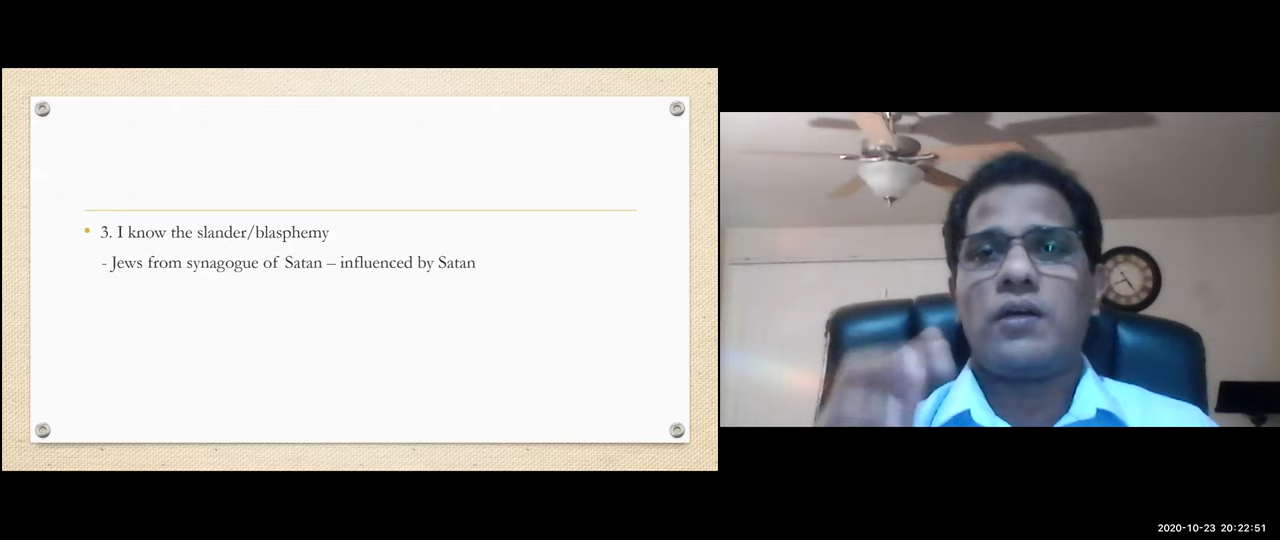 3. I know the slander/blasphemy
- Jews from synagogue of Satan – influenced by Satan
2020-10-23 20:22:51